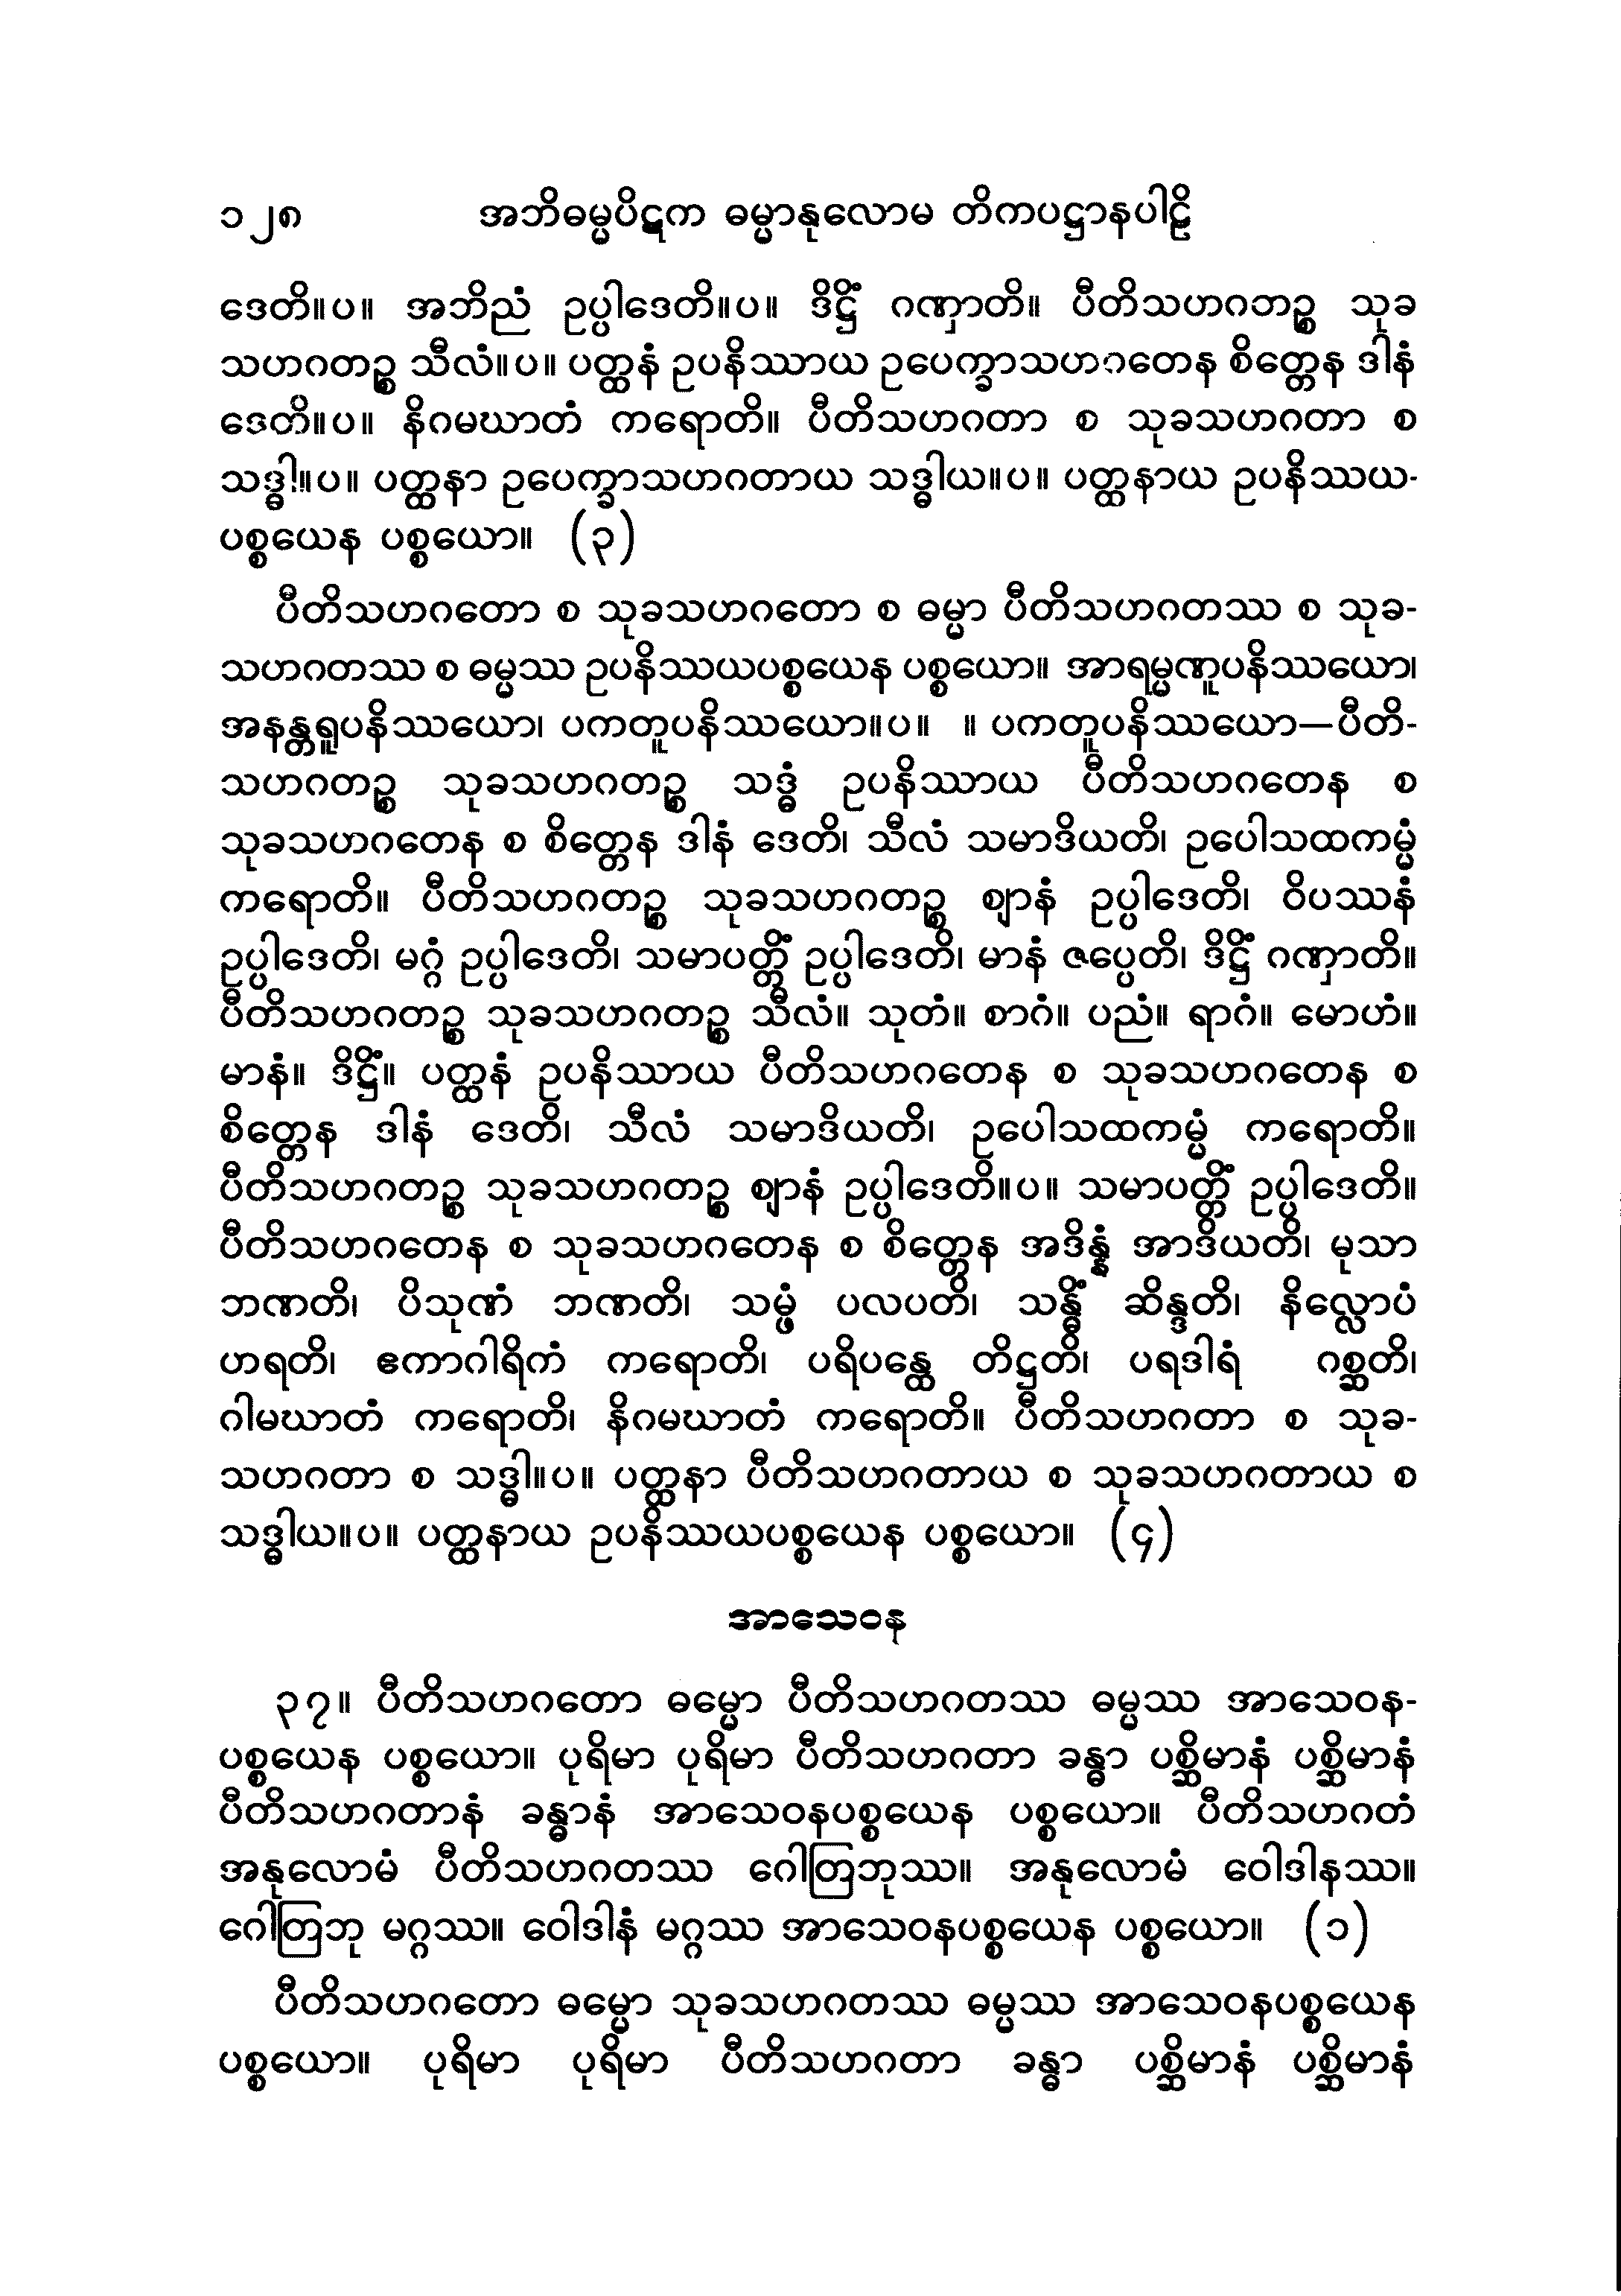 ၁၂၈ အဘိဓမ္မပိဋက ဓမ္မာနုလောမ တိကပဋ္ဌာနပါဠိ
ဒေတိ။ပ။ အဘိညံ ဥပ္ပါဒေတိ။ပ။ ဒိဋ္ဌိံ ဂဏှာတိ။ ပီတိသဟဂတဉ္စ သုခ
သဟဂတဉ္စ သီလံ။ပ။ ပတ္ထနံ ဥပနိဿာယ ဥပေက္ခာသဟဂတေန စိတ္တေန ဒါနံ
ဒေတိ။ပ။ နိဂမဃာတံ ကရောတိ။ ပီတိသဟဂတာ စ သုခသဟဂတာ စ
သဒ္ဓါ။ပ။ ပတ္ထနာ ဥပေက္ခာသဟဂတာယ သဒ္ဓါယ။ပ။ ပတ္ထနာယ ဥပနိဿယ-
ပစ္စယေန ပစ္စယော။ (၃)
ပီတိသဟဂတော စ သုခသဟဂတော စ ဓမ္မာ ပီတိသဟဂတဿ စ သုခ-
သဟဂတဿ စ ဓမ္မဿ ဥပနိဿယပစ္စယေန ပစ္စယော။ အာရမ္မဏူပနိဿယော၊
အနန္တရူပနိဿယော၊ ပကတူပနိဿယော။ပ။ ။ ပကတူပနိဿယော—ပီတိ-
သဟဂတဉ္စ သုခသဟဂတဉ္စ သဒ္ဓံ ဥပနိဿာယ ပီတိသဟဂတေန စ
သုခသဟဂတေန စ စိတ္တေန ဒါနံ ဒေတိ၊ သီလံ သမာဒိယတိ၊ ဥပေါသထကမ္မံ
ကရောတိ။ ပီတိသဟဂတဉ္စ သုခသဟဂတဉ္စ ဈာနံ ဥပ္ပါဒေတိ၊ ဝိပဿနံ
ဥပ္ပါဒေတိ၊ မဂ္ဂံ ဥပ္ပါဒေတိ၊ သမာပတ္တိံ ဥပ္ပါဒေတိ၊ မာနံ ဇပ္ပေတိ၊ ဒိဋ္ဌိံ ဂဏှာတိ။
ပီတိသဟဂတဉ္စ သုခသဟဂတဉ္စ သီလံ။ သုတံ။ စာဂံ။ ပညံ။ ရာဂံ။ မောဟံ။
မာနံ။ ဒိဋ္ဌိံ။ ပတ္ထနံ ဥပနိဿာယ ပီတိသဟဂတေန စ သုခသဟဂတေန စ
စိတ္တေန ဒါနံ ဒေတိ၊ သီလံ သမာဒိယတိ၊ ဥပေါသထကမ္မံ ကရောတိ။
ပီတိသဟဂတဉ္စ သုခသဟဂတဉ္စ ဈာနံ ဥပ္ပါဒေတိ။ပ။ သမာပတ္တိံ ဥပ္ပါဒေတိ။
ပီတိသဟဂတေန စ သုခသဟဂတေန စ စိတ္တေန အဒိန္နံ အာဒိယတိ၊ မုသာ
ဘဏတိ၊ ပိသုဏံ ဘဏတိ၊ သမ္ဖံ ပလပတိ၊ သန္ဓိံ ဆိန္ဒတိ၊ နိလ္လောပံ
ဟရတိ၊ ဧကာဂါရိကံ ကရောတိ၊ ပရိပန္ထေ တိဋ္ဌတိ၊ ပရဒါရံ ဂစ္ဆတိ၊
ဂါမဃာတံ ကရောတိ၊ နိဂမဃာတံ ကရောတိ။ ပီတိသဟဂတာ စ သုခ-
သဟဂတာ စ သဒ္ဓါ။ပ။ ပတ္ထနာ ပီတိသဟဂတာယ စ သုခသဟဂတာယ စ
သဒ္ဓါယ။ပ။ ပတ္ထနာယ ဥပနိဿယပစ္စယေန ပစ္စယော။ (၄)
အာသေဝန
၃၇။ ပီတိသဟဂတော ဓမ္မော ပီတိသဟဂတဿ ဓမ္မဿ အာသေဝန-
ပစ္စယေန ပစ္စယော။ ပုရိမာ ပုရိမာ ပီတိသဟဂတာ ခန္ဓာ ပစ္ဆိမာနံ ပစ္ဆိမာနံ
ပီတိသဟဂတာနံ ခန္ဓာနံ အာသေဝနပစ္စယေန ပစ္စယော။ ပီတိသဟဂတံ
အနုလောမံ ပီတိသဟဂတဿ ဂေါတြဘုဿ။ အနုလောမံ ဝေါဒါနဿ။
ဂေါတြဘု မဂ္ဂဿ။ ဝေါဒါနံ မဂ္ဂဿ အာသေဝနပစ္စယေန ပစ္စယော။ (၁)
ပီတိသဟဂတော ဓမ္မော သုခသဟဂတဿ ဓမ္မဿ အာသေဝနပစ္စယေန
ပစ္စယော။ ပုရိမာ ပုရိမာ ပီတိသဟဂတာ ခန္ဓာ ပစ္ဆိမာနံ ပစ္ဆိမာနံ